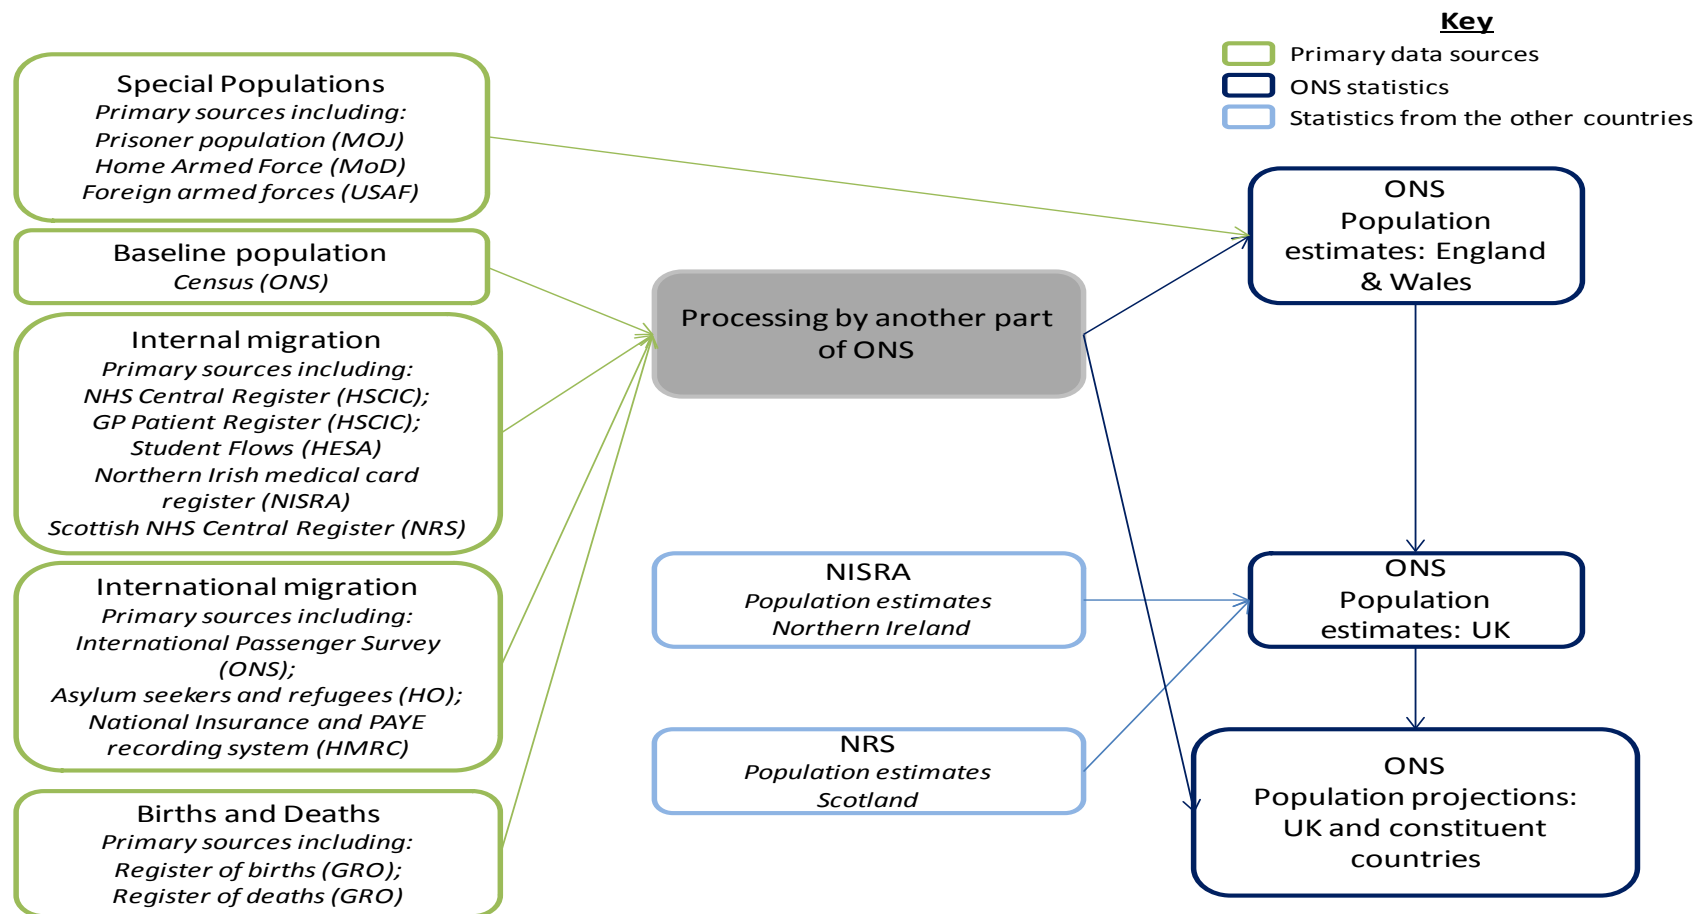 Key
Primary data sources
ONS statistics
Statistics from the other countries
Special Populations
Primary sources including:
Prisoner population (MOJ)
Home Armed Force (MoD)
Foreign armed forces (USAF)
Baseline population
Census (ONS)
Internal migration
Primary sources including:
NHS Central Register (HSCIC);
GP Patient Register (HSCIC);
Student Flows (HESA)
Northern Irish medical card
register (NISRA)
Scottish NHS Central Register (NRS)
International migration
Primary sources including:
International Passenger Survey
(ONS);
Asylum seekers and refugees (HO);
National Insurance and PAYE
recording system (HMRC)
Births and Deaths
Primary sources including:
Register of births (GRO);
Register of deaths (GRO)
Processing by another part
of ONS
NISRA
Population estimates
Northern Ireland
NRS
Population estimates
Scotland
ONS
Population
estimates: England
& Wales
ONS
Population
estimates: UK
ONS
Population projections:
UK and constituent
countries